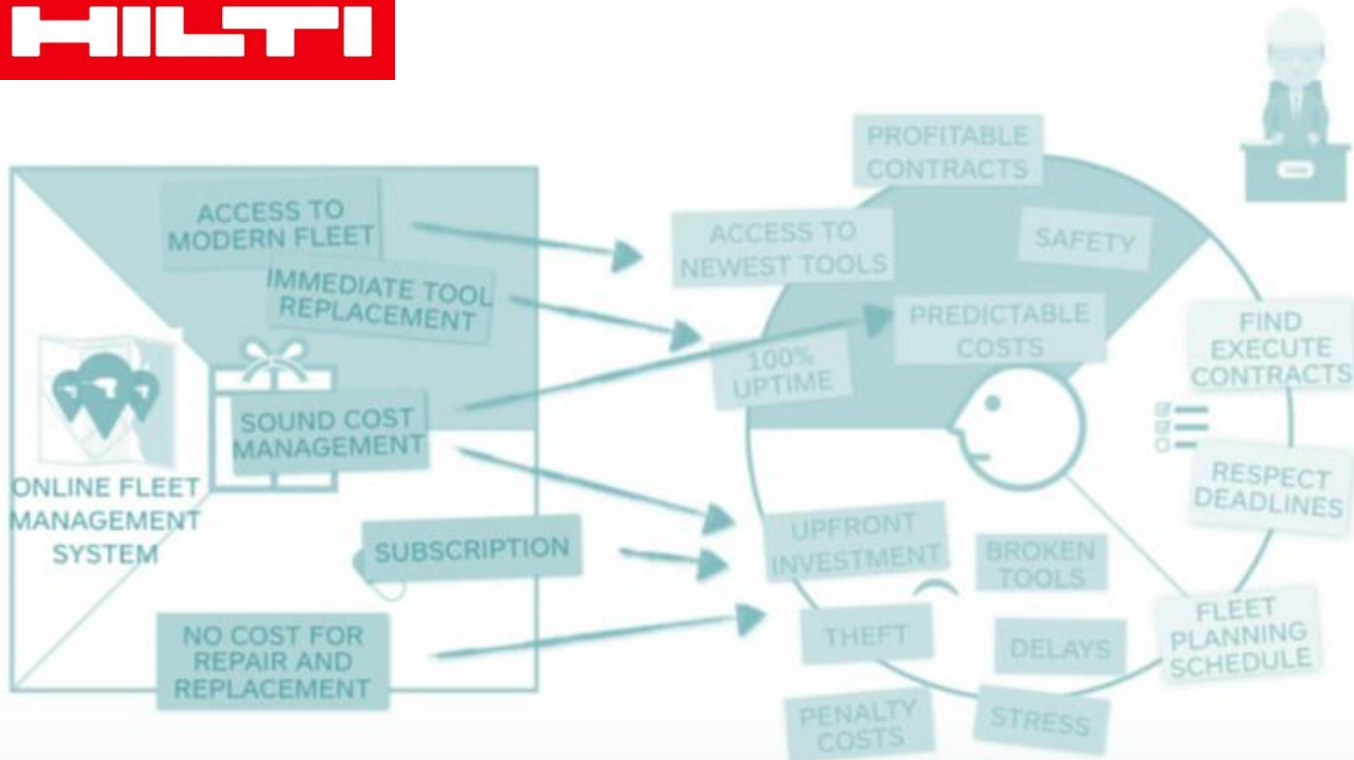 HILTI
ACCESS TO
MODERN FLEET
IMMEDIATE TOOL
REPLACEMENT
SOUND COST
MANAGEMENT
ONLINE FLEET
MANAGEMENT
SYSTEM
SUBSCRIPTION
NO COST FOR
REPAIR AND
REPLACEMENT
PROFITABLE
CONTRACTS
ACCESS TO
NEWEST TOOLS
SAFETY
PREDICTABLE
COSTS
100%
UPTIME
FIND
EXECUTE
CONTRACTS
RESPECT
DEADLINES
FLEET
PLANNING
SCHEDULE
UPFRONT
INVESTMENT
BROKEN
TOOLS
THEFT
DELAYS
PENALTY
COSTS
STRESS